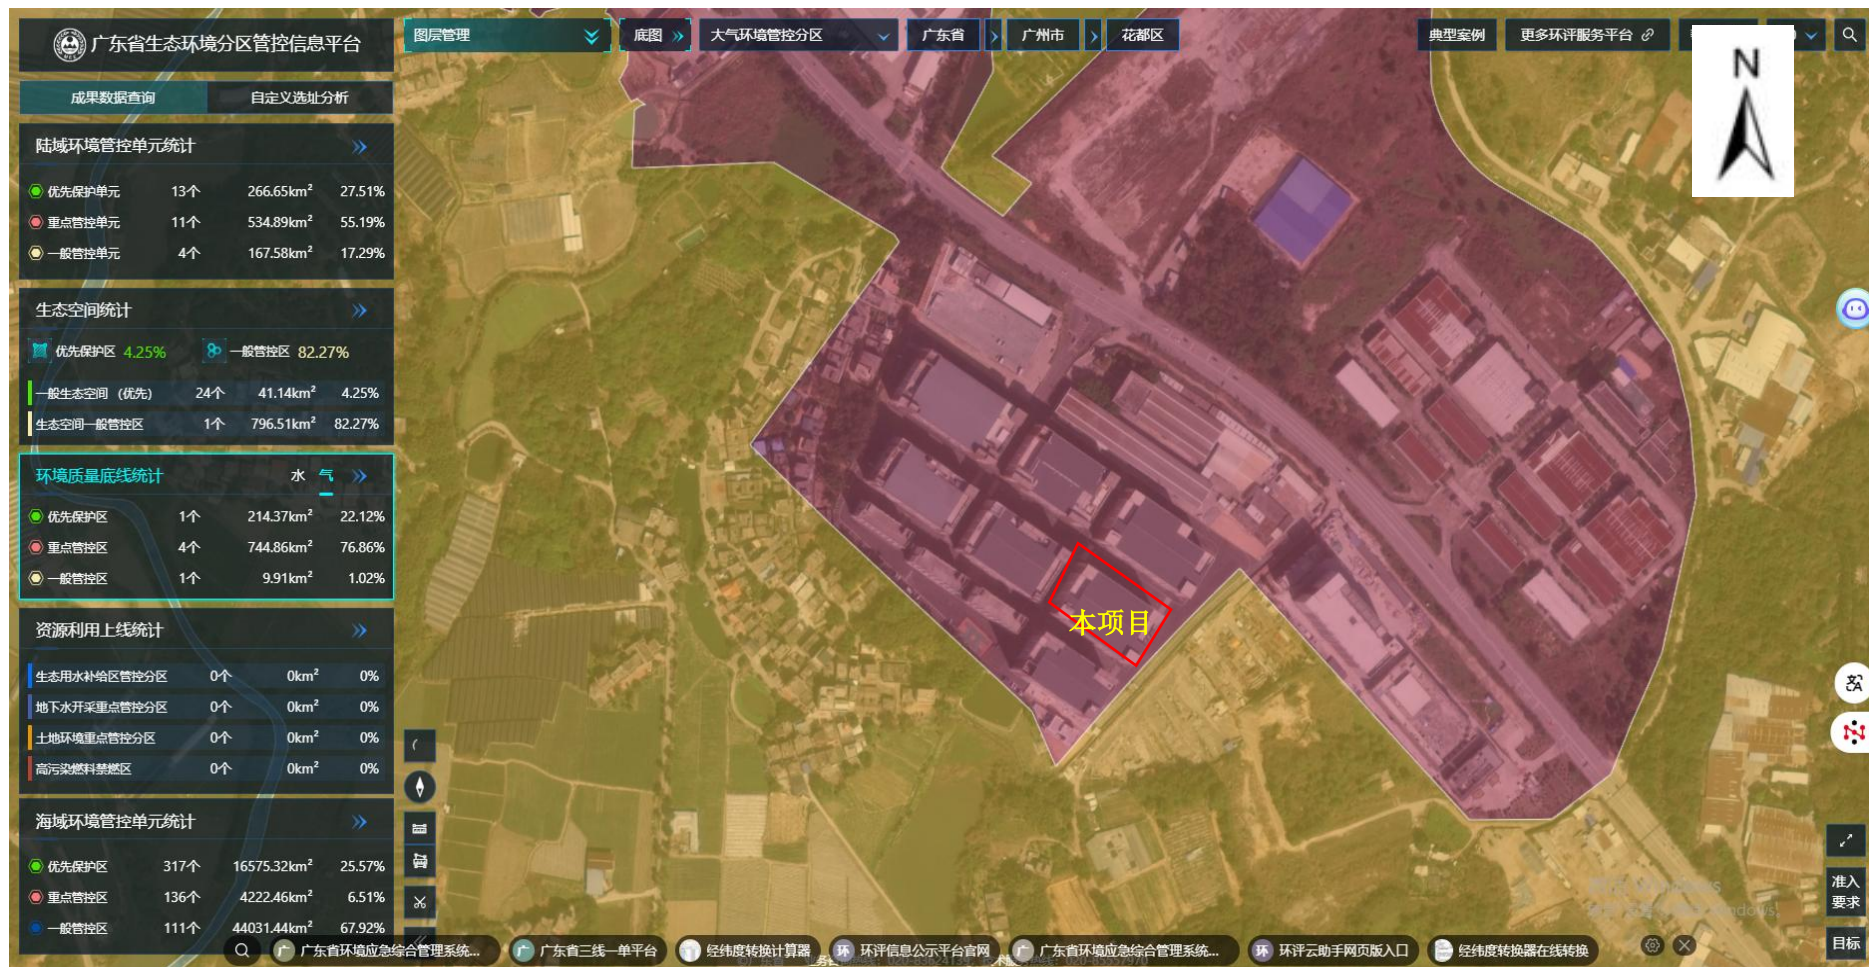 广东省生态环境分区管控信息平台
图层管理
底图
大气环境管控分区
广东省
广州市
花都区
典型案例
更多环评服务平台
N
成果数据查询
自定义选址分析
陆域环境管控单元统计
优先保护单元 13个 266.65km² 27.51%
重点管控单元 11个 534.89km² 55.19%
一般管控单元 4个 167.58km² 17.29%
生态空间统计
优先保护区 4.25% 一般管控区 82.27%
一般生态空间（优先） 24个 41.14km² 4.25%
生态空间一般管控区 1个 796.51km² 82.27%
环境质量底线统计 水 气
优先保护区 1个 214.37km² 22.12%
重点管控区 4个 744.86km² 76.86%
一般管控区 1个 9.91km² 1.02%
本项目
资源利用上线统计
生态用水补给区管控分区 0个 0km² 0%
地下水开采重点管控分区 0个 0km² 0%
土地环境重点管控分区 0个 0km² 0%
高污染燃料禁燃区 0个 0km² 0%
海域环境管控单元统计
优先保护区 317个 16575.32km² 25.57%
重点管控区 136个 4222.46km² 6.51%
一般管控区 111个 44031.44km² 67.92%
准入
要求
目标
广东省环境应急综合管理系统...
广东省三线一单平台
经纬度转换计算器
环评信息公示平台官网
广东省环境应急综合管理系统...
环评云助手网页版入口
经纬度转换器在线转换